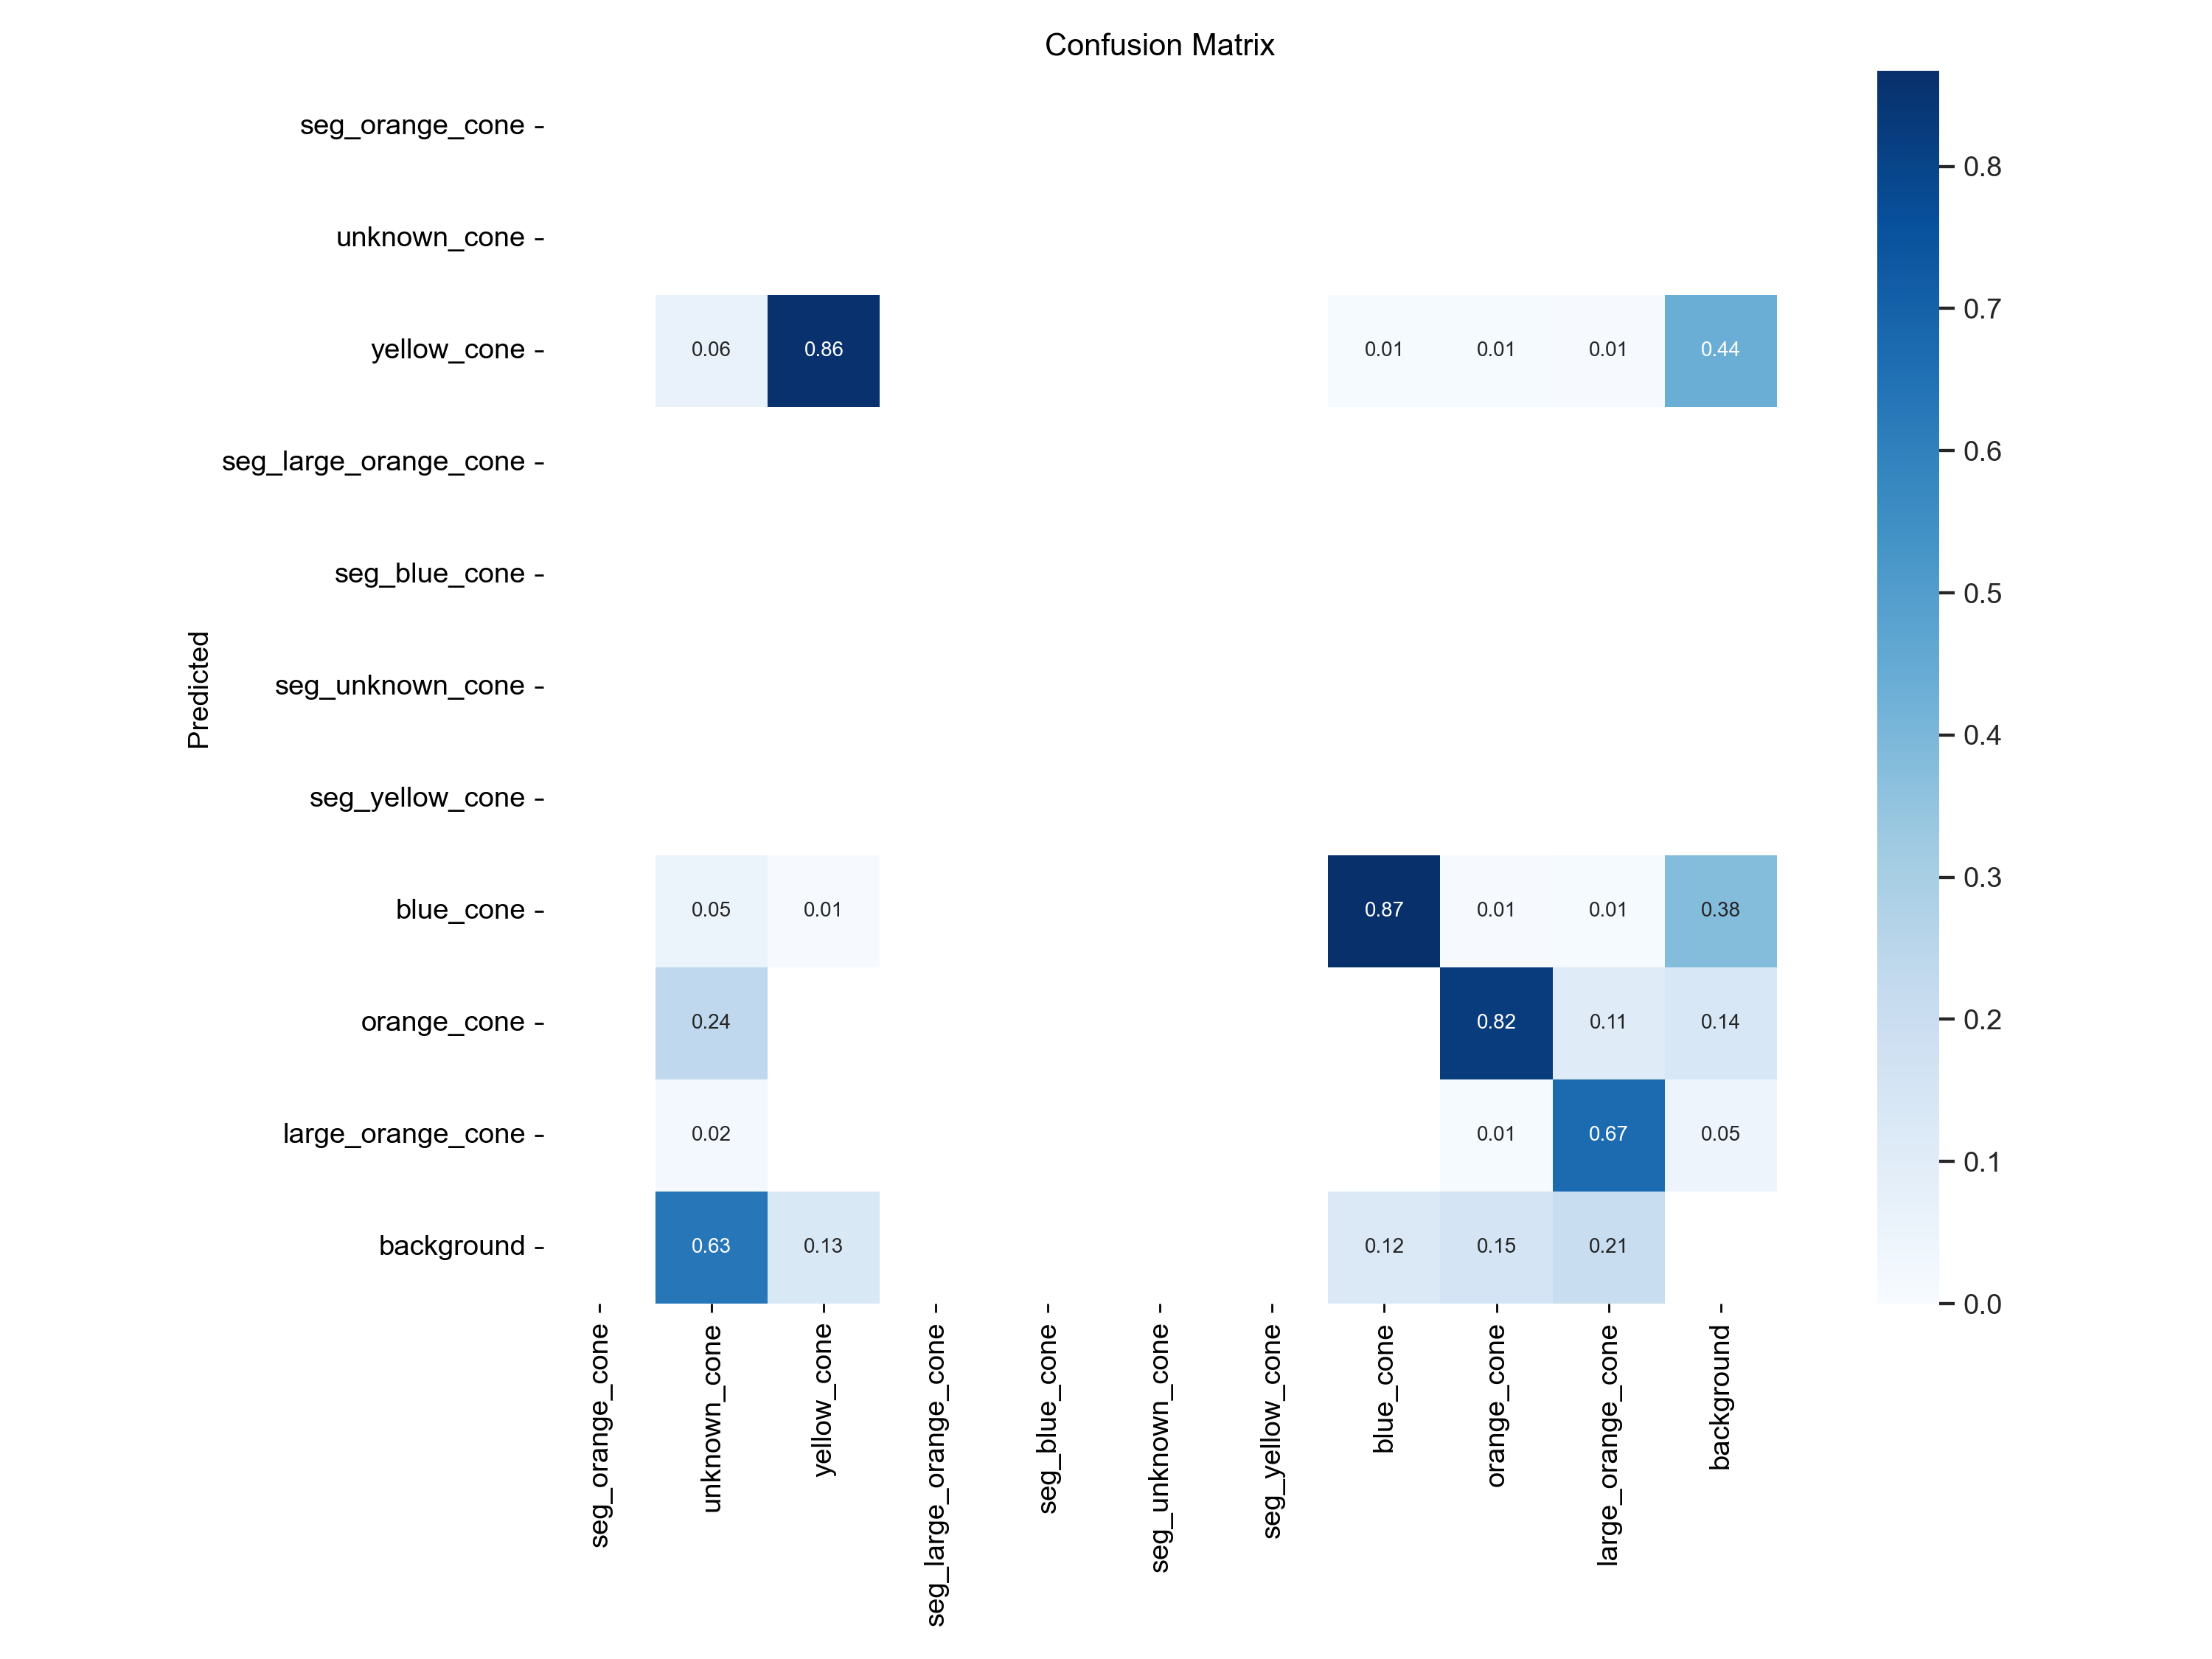 Confusion Matrix
Predicted
seg_orange_cone
unknown_cone
yellow_cone 0.06 0.86 0.01 0.01 0.01 0.44
seg_large_orange_cone
seg_blue_cone
seg_unknown_cone
seg_yellow_cone
blue_cone 0.05 0.01 0.87 0.01 0.01 0.38
orange_cone 0.24 0.82 0.11 0.14
large_orange_cone 0.02 0.01 0.67 0.05
background 0.63 0.13 0.12 0.15 0.21
seg_orange_cone
unknown_cone
yellow_cone
seg_large_orange_cone
seg_blue_cone
seg_unknown_cone
seg_yellow_cone
blue_cone
orange_cone
large_orange_cone
background
0.8
0.7
0.6
0.5
0.4
0.3
0.2
0.1
0.0